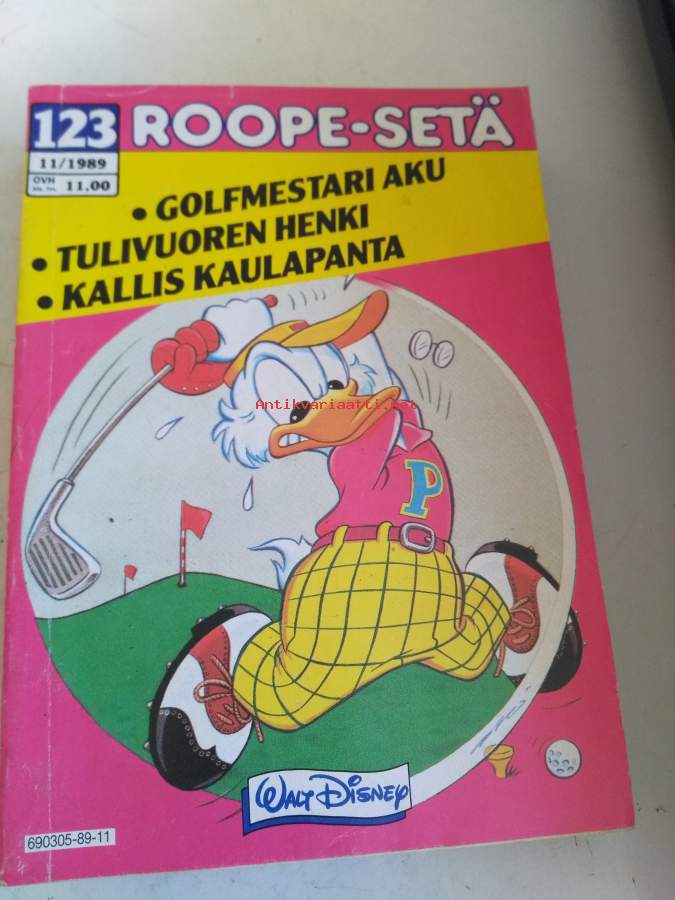 123 ROOPE-SETÄ
11/1989
OVH
11.00
• GOLFMESTARI AKU
• TULIVUOREN HENKI
• KALLIS KAULAPANTA
Antikvariaatti.net
P
WALT DISNEY
690305-89-11